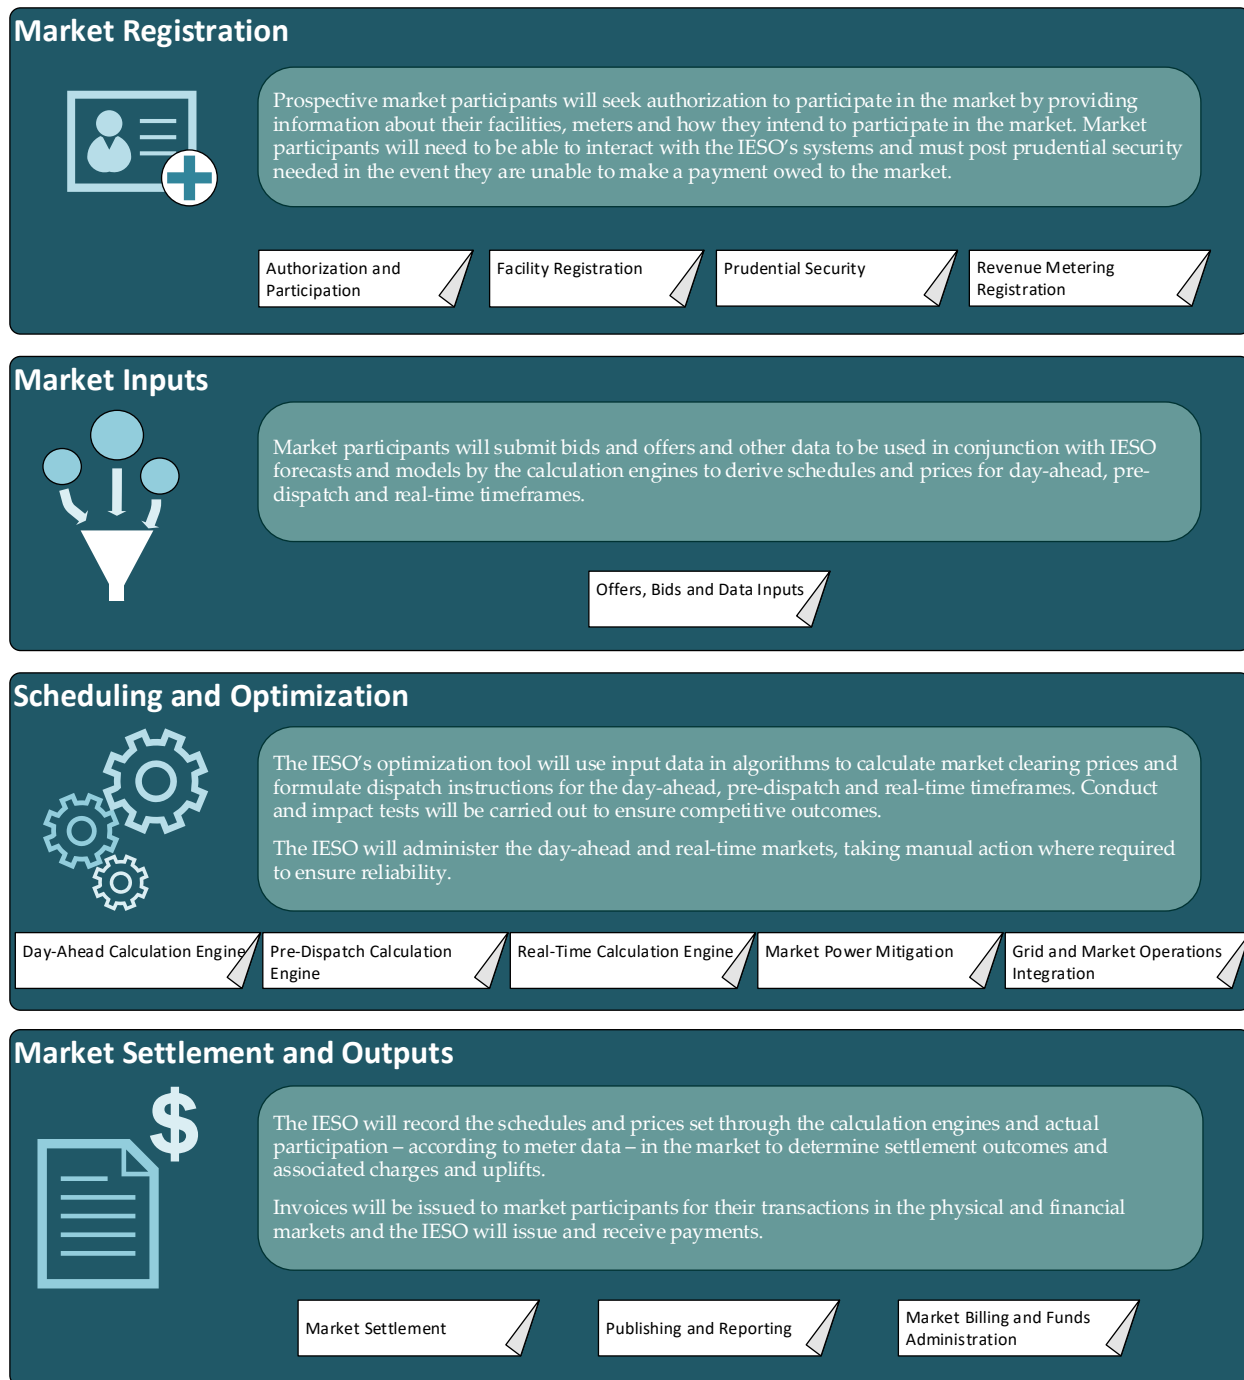 Market Registration
Prospective market participants will seek authorization to participate in the market by providing
information about their facilities, meters and how they intend to participate in the market. Market
participants will need to be able to interact with the IESO’s systems and must post prudential security
needed in the event they are unable to make a payment owed to the market.
Authorization and
Participation
Facility Registration
Prudential Security
Revenue Metering
Registration
Market Inputs
Market participants will submit bids and offers and other data to be used in conjunction with IESO
forecasts and models by the calculation engines to derive schedules and prices for day-ahead, pre-
dispatch and real-time timeframes.
Offers, Bids and Data Inputs
Scheduling and Optimization
The IESO’s optimization tool will use input data in algorithms to calculate market clearing prices and
formulate dispatch instructions for the day-ahead, pre-dispatch and real-time timeframes. Conduct
and impact tests will be carried out to ensure competitive outcomes.
The IESO will administer the day-ahead and real-time markets, taking manual action where required
to ensure reliability.
Day-Ahead Calculation Engine
Pre-Dispatch Calculation
Engine
Real-Time Calculation Engine
Market Power Mitigation
Grid and Market Operations
Integration
Market Settlement and Outputs
$
The IESO will record the schedules and prices set through the calculation engines and actual
participation – according to meter data – in the market to determine settlement outcomes and
associated charges and uplifts.
Invoices will be issued to market participants for their transactions in the physical and financial
markets and the IESO will issue and receive payments.
Market Settlement
Publishing and Reporting
Market Billing and Funds
Administration